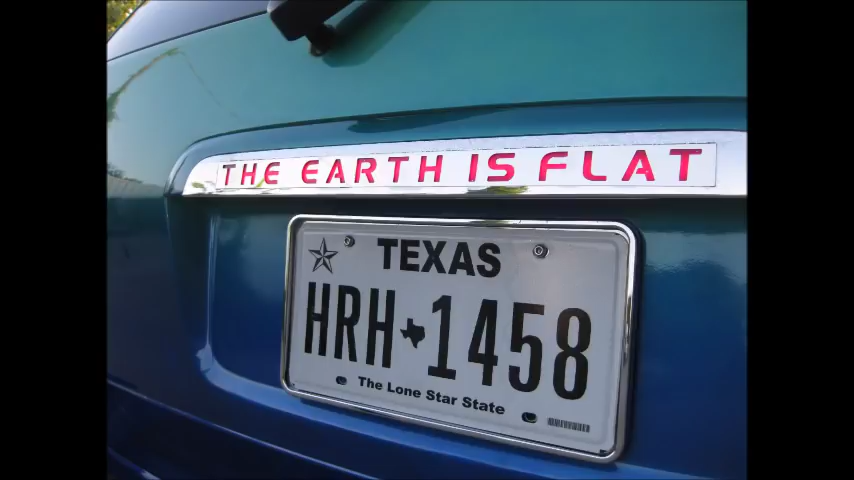 THE EARTH IS FLAT
TEXAS
HRH 1458
The Lone Star State